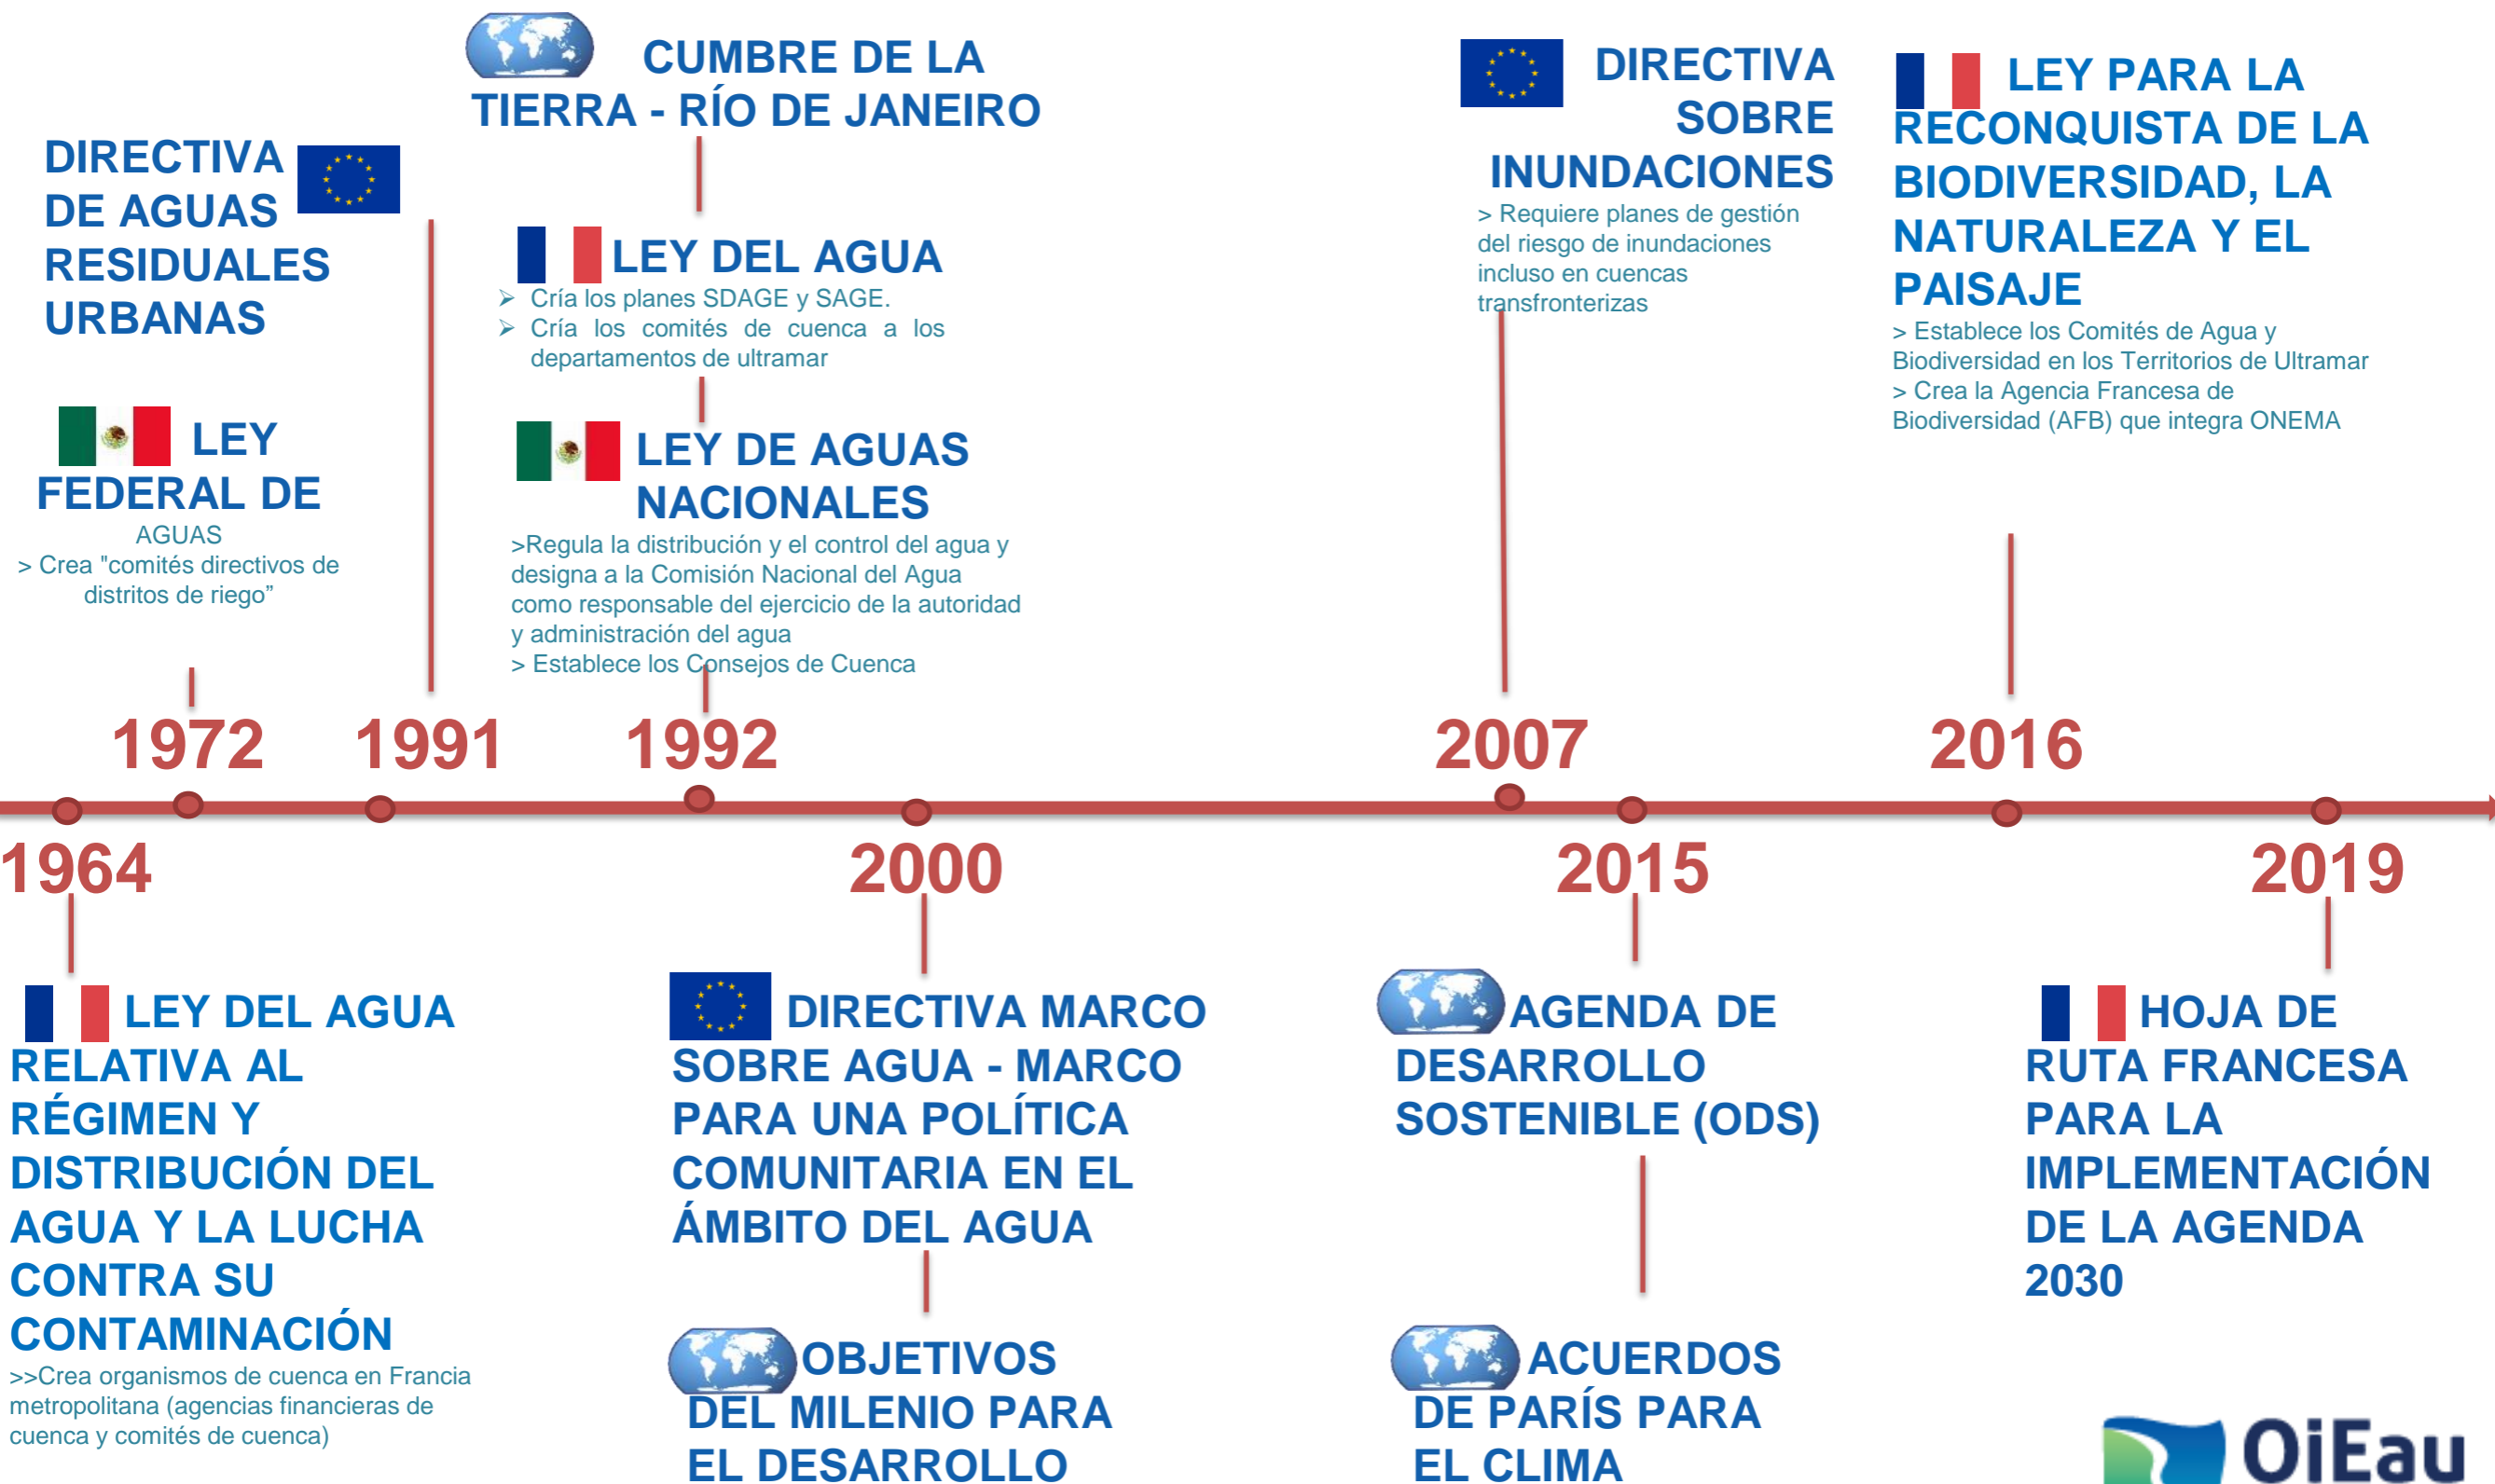 CUMBRE DE LA
TIERRA - RÍO DE JANEIRO
DIRECTIVA
DE AGUAS
RESIDUALES
URBANAS
LEY
FEDERAL DE
AGUAS
> Crea "comités directivos de
distritos de riego”
LEY DEL AGUA
➢ Cría los planes SDAGE y SAGE.
➢ Cría los comités de cuenca a los
departamentos de ultramar
LEY DE AGUAS
NACIONALES
>Regula la distribución y el control del agua y
designa a la Comisión Nacional del Agua
como responsable del ejercicio de la autoridad
y administración del agua
> Establece los Consejos de Cuenca
DIRECTIVA
SOBRE
INUNDACIONES
> Requiere planes de gestión
del riesgo de inundaciones
incluso en cuencas
transfronterizas
LEY PARA LA
RECONQUISTA DE LA
BIODIVERSIDAD, LA
NATURALEZA Y EL
PAISAJE
> Establece los Comités de Agua y
Biodiversidad en los Territorios de Ultramar
> Crea la Agencia Francesa de
Biodiversidad (AFB) que integra ONEMA
1972 1991 1992 2007 2016
1964 2000 2015 2019
LEY DEL AGUA
RELATIVA AL
RÉGIMEN Y
DISTRIBUCIÓN DEL
AGUA Y LA LUCHA
CONTRA SU
CONTAMINACIÓN
>>Crea organismos de cuenca en Francia
metropolitana (agencias financieras de
cuenca y comités de cuenca)
DIRECTIVA MARCO
SOBRE AGUA - MARCO
PARA UNA POLÍTICA
COMUNITARIA EN EL
ÁMBITO DEL AGUA
OBJETIVOS
DEL MILENIO PARA
EL DESARROLLO
AGENDA DE
DESARROLLO
SOSTENIBLE (ODS)
ACUERDOS
DE PARÍS PARA
EL CLIMA
HOJA DE
RUTA FRANCESA
PARA LA
IMPLEMENTACIÓN
DE LA AGENDA
2030
OiEau